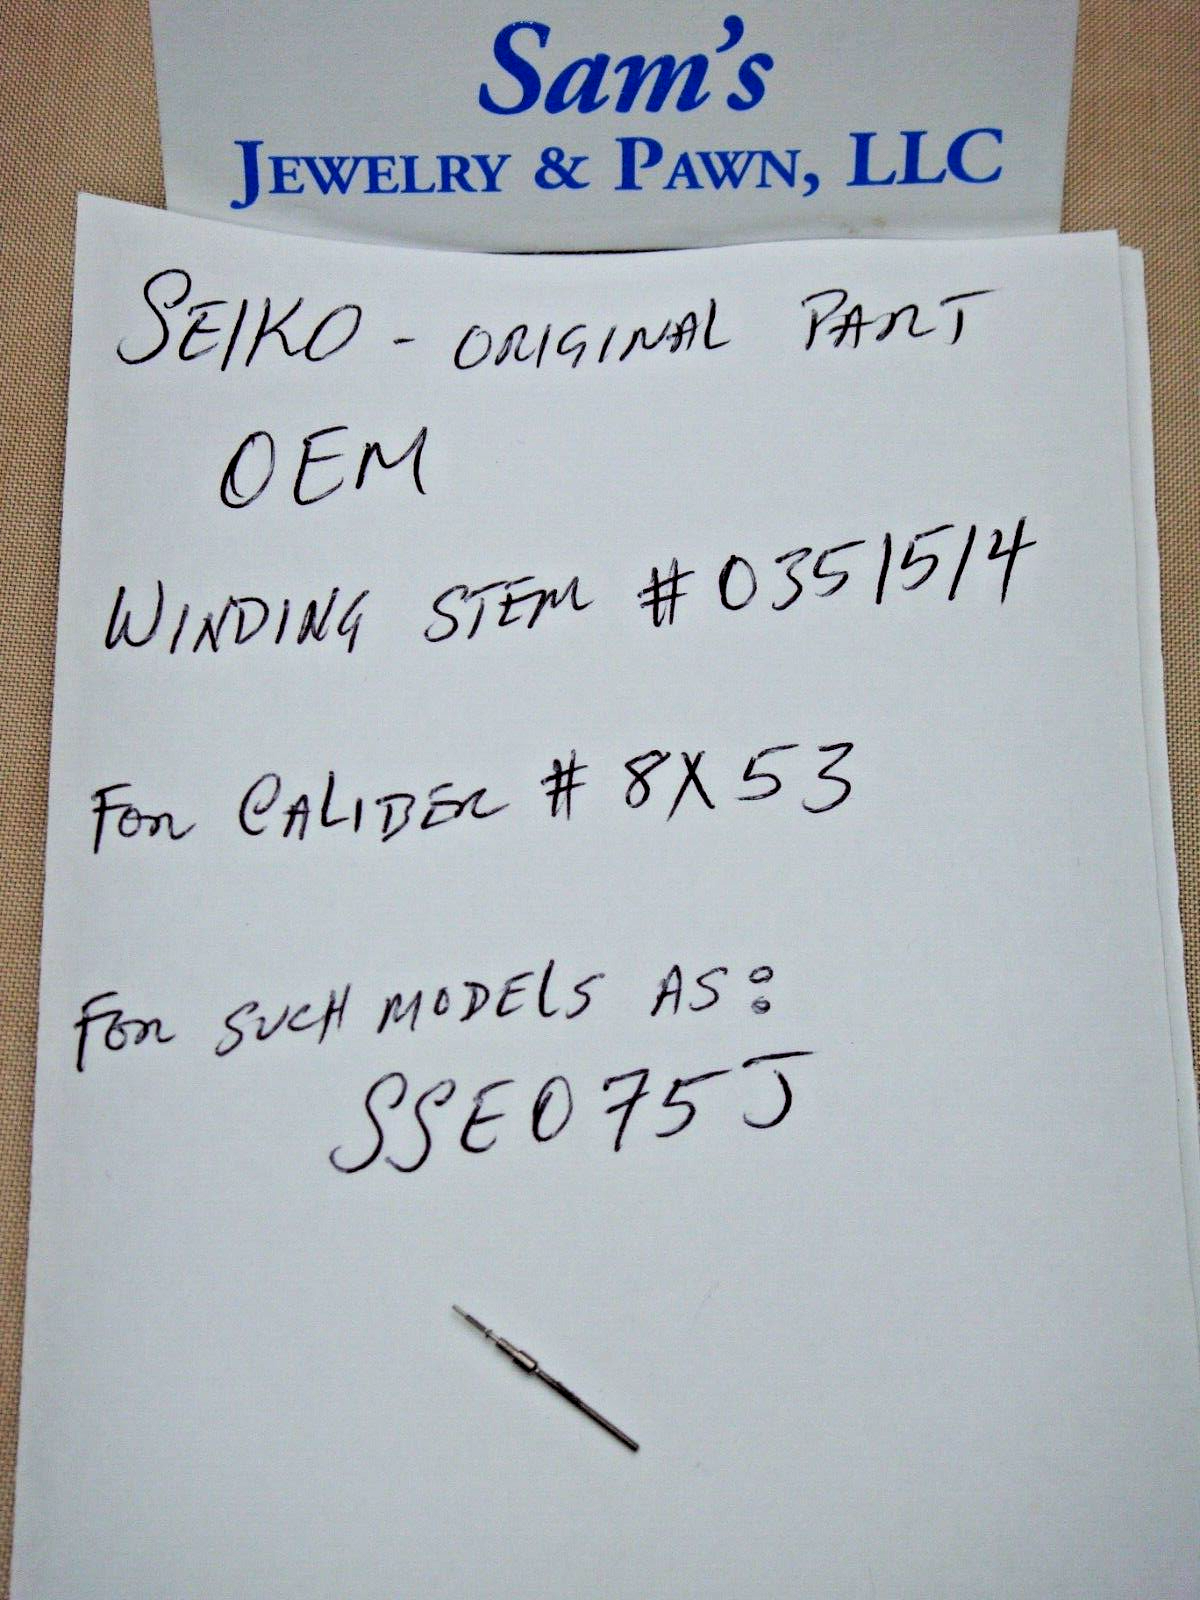 Sam's
JEWELRY & PAWN, LLC
SEIKO - ORIGINAL PART
OEM
WINDING STEM #0351514
FOR CALIBER # 8X53
FOR SUCH MODELS AS:
SSE075J